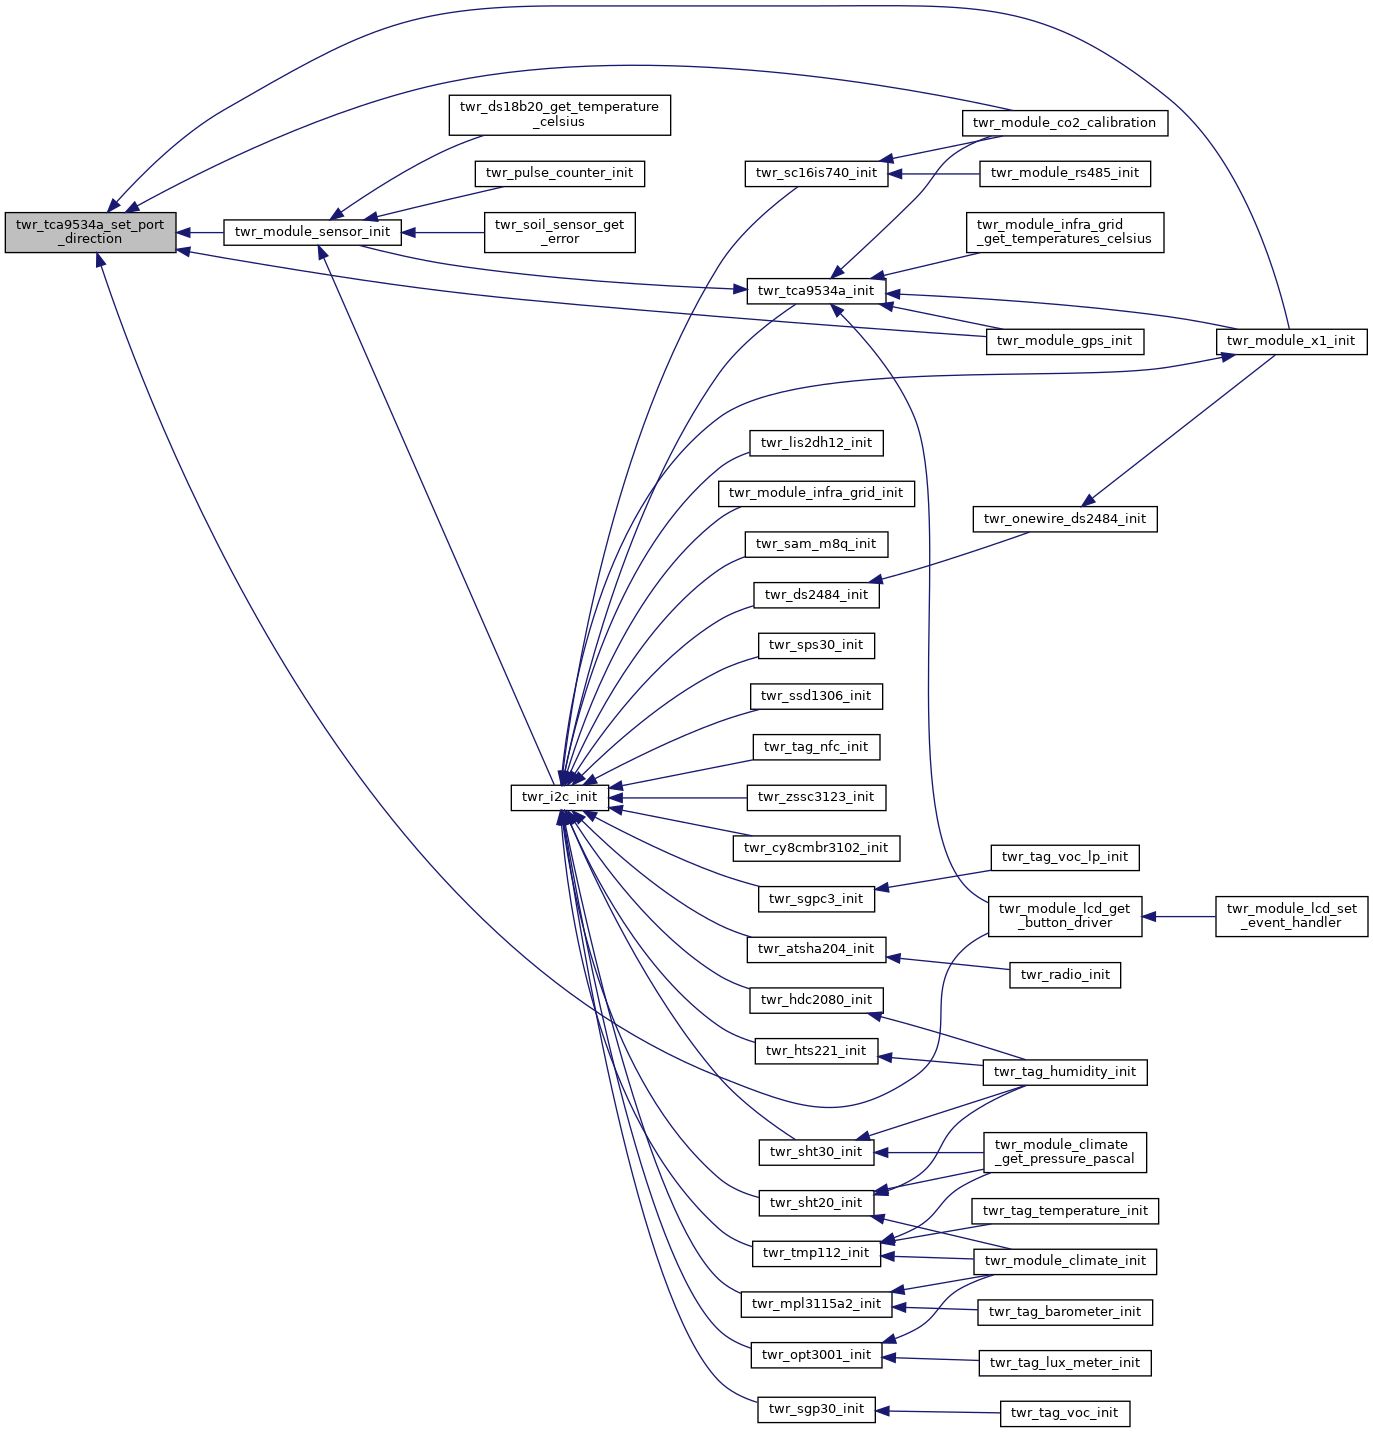 twr_tca9534a_set_port
_direction
twr_module_sensor_init
twr_ds18b20_get_temperature
_celsius
twr_pulse_counter_init
twr_soil_sensor_get
_error
twr_i2c_init
twr_sc16is740_init
twr_tca9534a_init
twr_lis2dh12_init
twr_module_infra_grid_init
twr_sam_m8q_init
twr_ds2484_init
twr_sps30_init
twr_ssd1306_init
twr_tag_nfc_init
twr_zssc3123_init
twr_cy8cmbr3102_init
twr_sgpc3_init
twr_atsha204_init
twr_hdc2080_init
twr_hts221_init
twr_sht30_init
twr_sht20_init
twr_tmp112_init
twr_mpl3115a2_init
twr_opt3001_init
twr_sgp30_init
twr_module_co2_calibration
twr_module_rs485_init
twr_module_infra_grid
_get_temperatures_celsius
twr_module_gps_init
twr_onewire_ds2484_init
twr_tag_voc_lp_init
twr_module_lcd_get
_button_driver
twr_radio_init
twr_tag_humidity_init
twr_module_climate
_get_pressure_pascal
twr_tag_temperature_init
twr_module_climate_init
twr_tag_barometer_init
twr_tag_lux_meter_init
twr_tag_voc_init
twr_module_x1_init
twr_module_lcd_set
_event_handler